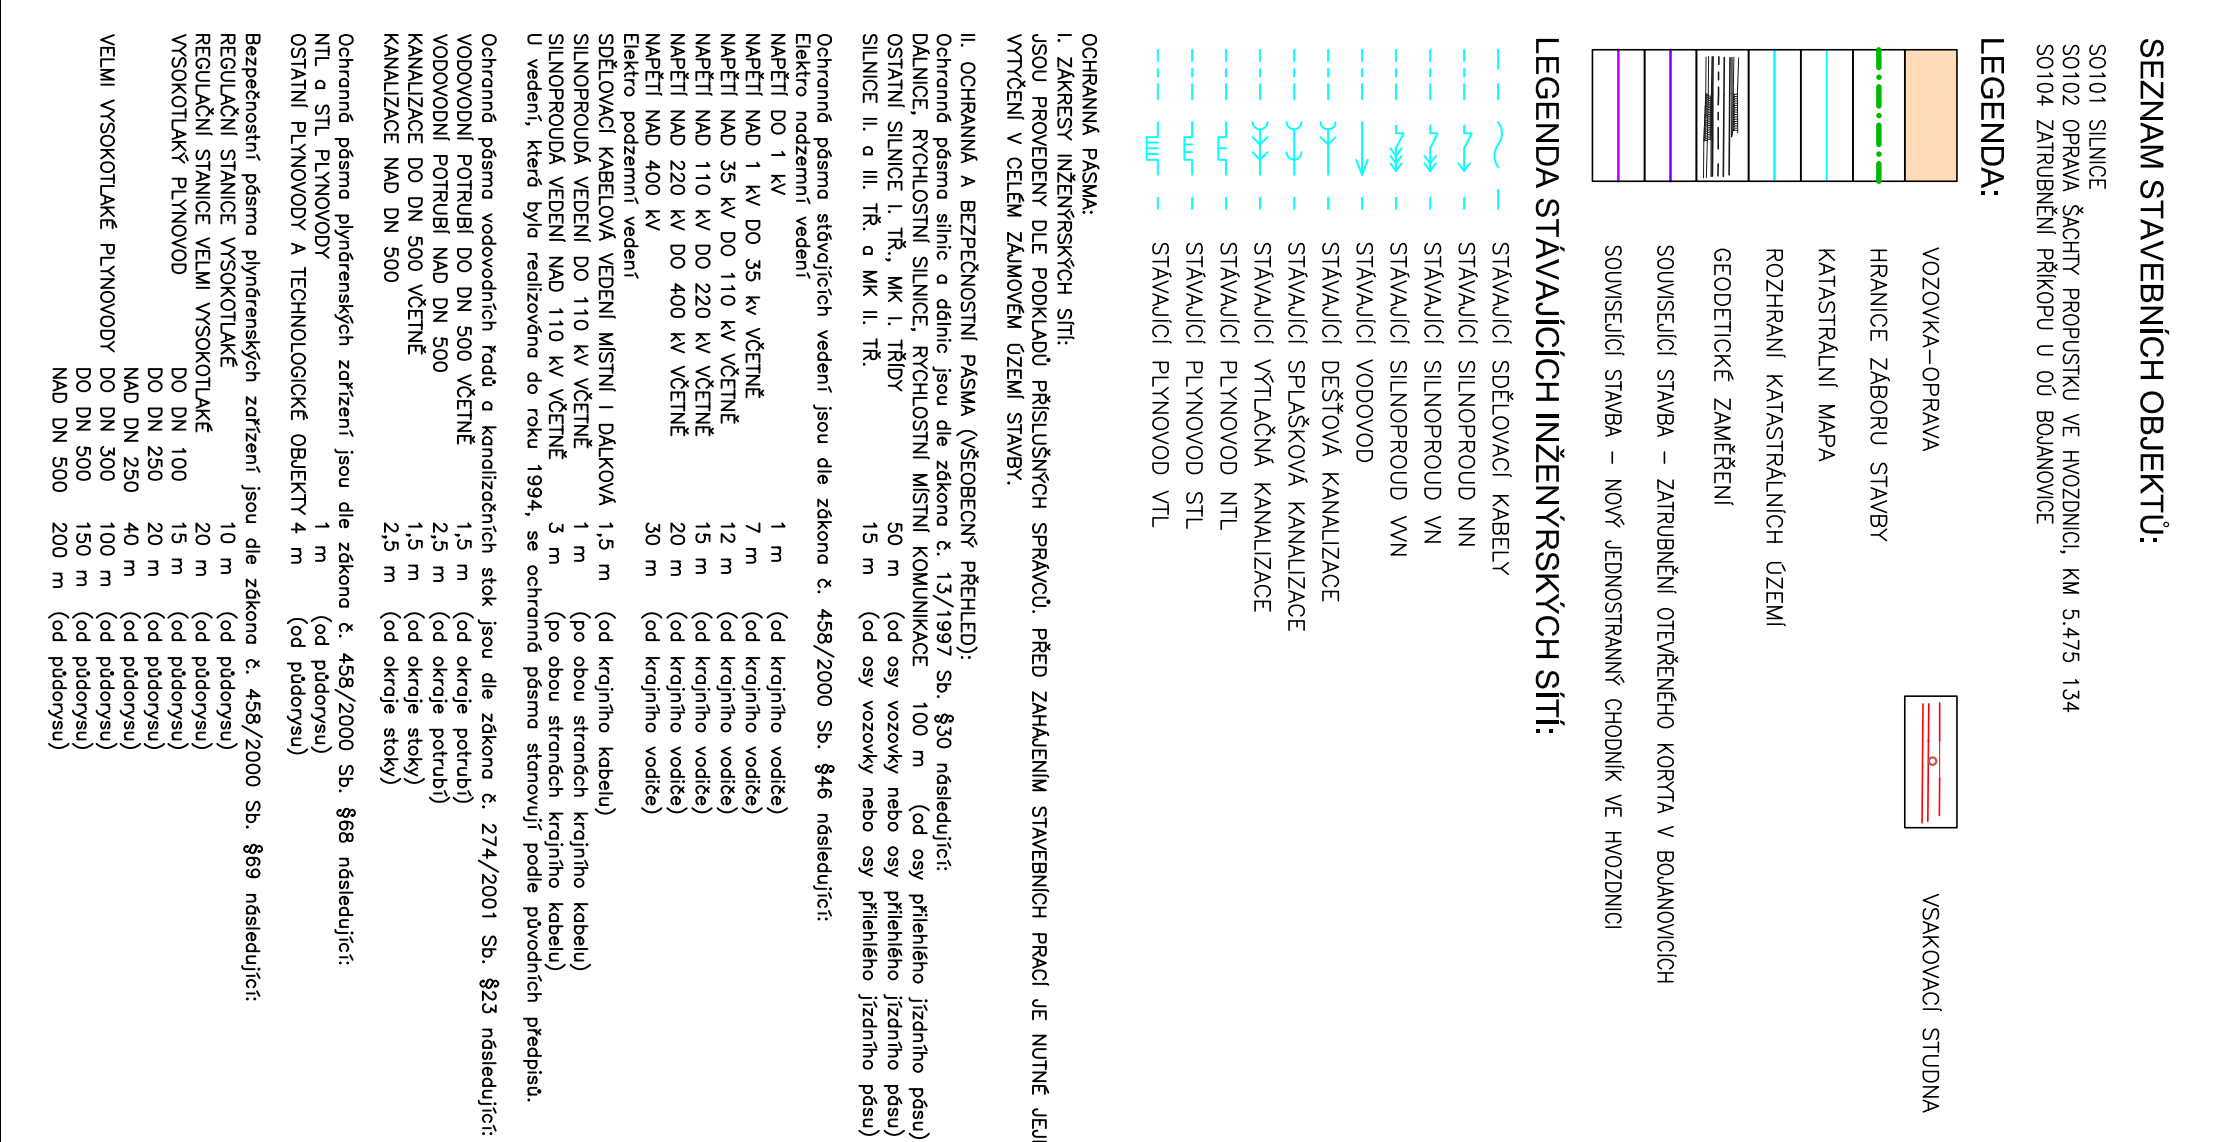 SEZNAM STAVEBNÍCH OBJEKTŮ:
SO101 SILNICE
SO102 OPRAVA ŠACHTY PROPUSTKU VE HVOZDNICI, KM 5.475 134
SO104 ZATRUBNĚNÍ PŘÍKOPU U OÚ BOJANOVICE
LEGENDA:
VOZOVKA-OPRAVA
VSAKOVACÍ STUDNA
HRANICE ZÁBORU STAVBY
KATASTRÁLNÍ MAPA
ROZHRANÍ KATASTRÁLNÍCH ÚZEMÍ
GEODETICKÉ ZAMĚŘENÍ
SOUVISEJÍCÍ STAVBA - ZATRUBNĚNÍ OTEVŘENÉHO KORYTA V BOJANOVICÍCH
SOUVISEJÍCÍ STAVBA - NOVÝ JEDNOSTRANNÝ CHODNÍK VE HVOZDNICI
LEGENDA STÁVAJÍCÍCH INŽENÝRSKÝCH SÍTÍ:
STÁVAJÍCÍ SDĚLOVACÍ KABELY
STÁVAJÍCÍ SILNOPROUD NN
STÁVAJÍCÍ SILNOPROUD VN
STÁVAJÍCÍ SILNOPROUD VVN
STÁVAJÍCÍ VODOVOD
STÁVAJÍCÍ DEŠŤOVÁ KANALIZACE
STÁVAJÍCÍ SPLAŠKOVÁ KANALIZACE
STÁVAJÍCÍ VÝTLAČNÁ KANALIZACE
STÁVAJÍCÍ PLYNOVOD NTL
STÁVAJÍCÍ PLYNOVOD STL
STÁVAJÍCÍ PLYNOVOD VTL
OCHRANNÁ PÁSMA:
I. ZÁKRESY INŽENÝRSKÝCH SÍTÍ:
JSOU PROVEDENY DLE PODKLADŮ PŘÍSLUŠNÝCH SPRÁVCŮ. PŘED ZAHÁJENÍM STAVEBNÍCH PRACÍ JE NUTNÉ
VYTYČENÍ V CELÉM ZÁJMOVÉM ÚZEMÍ STAVBY.
II. OCHRANNÁ A BEZPEČNOSTNÍ PÁSMA (VŠEOBECNÝ PŘEHLED):
Ochranná pásma silnic a dálnic jsou dle zákona č. 13/1997 Sb. §30 následující:
DÁLNICE, RYCHLOSTNÍ SILNICE, RYCHLOSTNÍ MÍSTNÍ KOMUNIKACE 100 m (od osy přilehlého jízdního pásu)
OSTATNÍ SILNICE I. TŘ., MK I. TŘÍDY 50 m (od osy vozovky nebo osy přilehlého jízdního pásu)
SILNICE II. a III. TŘ. a MK II. TŘ. 15 m (od osy vozovky nebo osy přilehlého jízdního pásu)
Ochranná pásma stávajících vedení jsou dle zákona č. 458/2000 Sb. §46 následující:
Elektro nadzemní vedení
NAPĚTÍ DO 1 kV 1 m (od krajního vodiče)
NAPĚTÍ NAD 1 kV DO 35 kv VČETNĚ 7 m (od krajního vodiče)
NAPĚTÍ NAD 35 kV DO 110 kV VČETNĚ 12 m (od krajního vodiče)
NAPĚTÍ NAD 110 kV DO 220 kV VČETNĚ 15 m (od krajního vodiče)
NAPĚTÍ NAD 220 kV DO 400 kV VČETNĚ 20 m (od krajního vodiče)
NAPĚTÍ NAD 400 kV 30 m (od krajního vodiče)
Elektro podzemní vedení
SDĚLOVACÍ KABELOVÁ VEDENÍ MÍSTNÍ I DÁLKOVÁ 1,5 m (od krajního kabelu)
SILNOPROUDÁ VEDENÍ DO 110 kV VČETNĚ 1 m (po obou stranách krajního kabelu)
SILNOPROUDÁ VEDENÍ NAD 110 kV VČETNĚ 3 m (po obou stranách krajního kabelu)
U vedení, která byla realizována do roku 1994, se ochranná pásma stanovují podle původních předpisů.
Ochranná pásma vodovodních řadů a kanalizačních stok jsou dle zákona č. 274/2001 Sb. §23 následující:
VODOVODNÍ POTRUBÍ DO DN 500 VČETNĚ 1,5 m (od okraje potrubí)
VODOVODNÍ POTRUBÍ NAD DN 500 2,5 m (od okraje potrubí)
KANALIZACE DO DN 500 VČETNĚ 1,5 m (od okraje stoky)
KANALIZACE NAD DN 500 2,5 m (od okraje stoky)
Ochranná pásma plynárenských zařízení jsou dle zákona č. 458/2000 Sb. §68 následující:
NTL a STL PLYNOVODY 1 m (od půdorysu)
OSTATNÍ PLYNOVODY A TECHNOLOGICKÉ OBJEKTY 4 m (od půdorysu)
Bezpečnostní pásma plynárenských zařízení jsou dle zákona č. 458/2000 Sb. §69 následující:
REGULAČNÍ STANICE VYSOKOTLAKÉ 10 m (od půdorysu)
REGULAČNÍ STANICE VELMI VYSOKOTLAKÉ 20 m (od půdorysu)
VYSOKOTLAKÝ PLYNOVOD DO DN 100 15 m (od půdorysu)
DO DN 250 20 m (od půdorysu)
NAD DN 250 40 m (od půdorysu)
VELMI VYSOKOTLAKÉ PLYNOVODY DO DN 300 100 m (od půdorysu)
DO DN 500 150 m (od půdorysu)
NAD DN 500 200 m (od půdorysu)